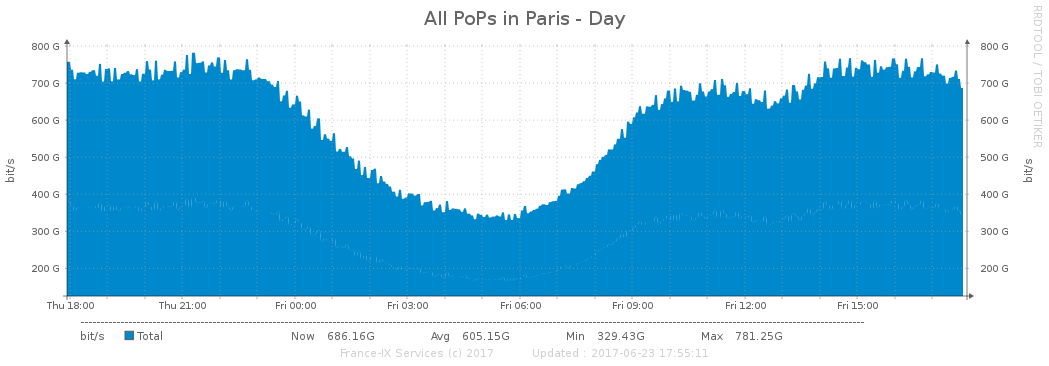 All PoPs in Paris - Day
RRDTOOL / TOBI OETIKER
bit/s
800 G
700 G
600 G
500 G
400 G
300 G
200 G
800 G
700 G
600 G
500 G
400 G
300 G
200 G
bit/s
Thu 18:00 Thu 21:00 Fri 00:00 Fri 03:00 Fri 06:00 Fri 09:00 Fri 12:00 Fri 15:00
bit/s Total Now 686.16G Avg 605.15G Min 329.43G Max 781.25G
France-IX Services (c) 2017 Updated : 2017-06-23 17:55:11